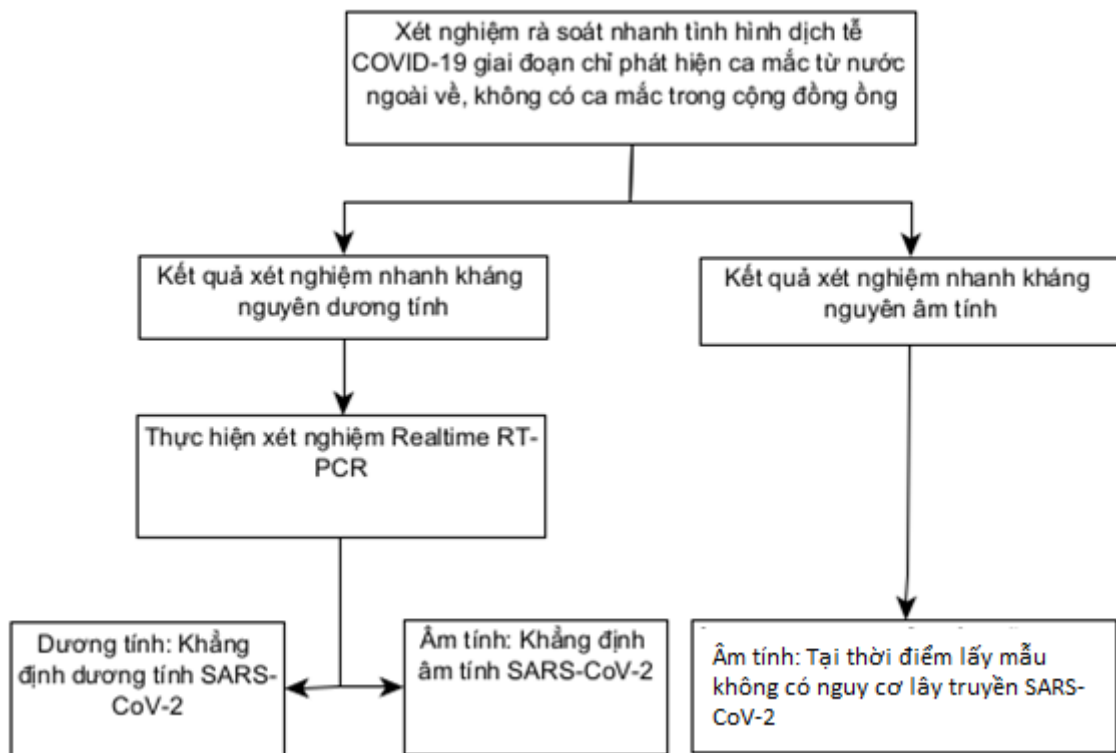 Xét nghiệm rà soát nhanh tình hình dịch tễ
COVID-19 giai đoạn chỉ phát hiện ca mắc từ nước
ngoài về, không có ca mắc trong cộng đồng ồng
Kết quả xét nghiệm nhanh kháng
nguyên dương tính
Kết quả xét nghiệm nhanh kháng
nguyên âm tính
Thực hiện xét nghiệm Realtime RT-
PCR
Dương tính: Khẳng
định dương tính SARS-
CoV-2
Âm tính: Khẳng định
âm tính SARS-CoV-2
Âm tính: Tại thời điểm lấy mẫu
không có nguy cơ lây truyền SARS-
CoV-2